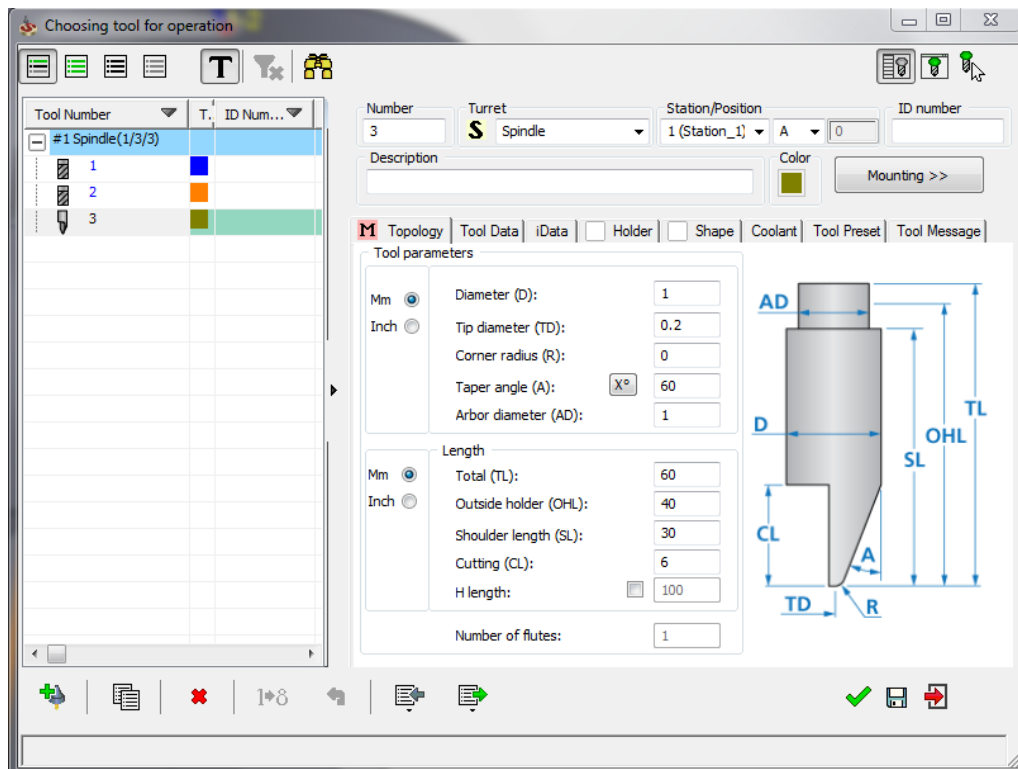 Choosing tool for operation
T
Tool Number T. ID Num...
#1 Spindle(1/3/3)
1
2
3
Number Turret Station/Position ID number
3 S Spindle 1 (Station_1) A 0
Description Color
Mounting >>
M Topology Tool Data iData Holder Shape Coolant Tool Preset Tool Message
Tool parameters
Mm Diameter (D): 1
Inch Tip diameter (TD): 0.2
Corner radius (R): 0
Taper angle (A): X° 60
Arbor diameter (AD): 1
Length
Mm Total (TL): 60
Inch Outside holder (OHL): 40
Shoulder length (SL): 30
Cutting (CL): 6
H length: 100
Number of flutes: 1
AD
TL
D
OHL
SL
CL
A
TD
R
1➧8